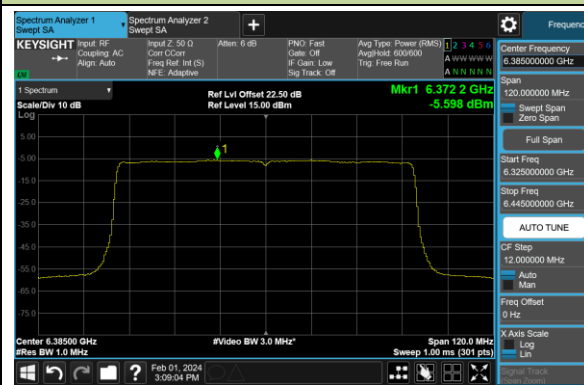 Spectrum Analyzer 1
Swept SA
Spectrum Analyzer 2
Swept SA
+
Frequen
KEYSIGHT
Input: RF
Coupling: AC
Align: Auto
Input Z: 50 Ω
Corr CCorr
Freq Ref: Int (S)
NFE: Adaptive
Atten: 6 dB
PNO: Fast
Gate: Off
IF Gain: Low
Sig Track: Off
Avg Type: Power (RMS)
Avg|Hold: 600/600
Trig: Free Run
1 2 3 4 5 6
A W W W W W
A N N N N N
1 Spectrum
Scale/Div 10 dB
Log
Ref Lvl Offset 22.50 dB
Ref Level 15.00 dBm
Mkr1 6.372 2 GHz
-5.598 dBm
1
5.00
-5.00
-15.0
-25.0
-35.0
-45.0
-55.0
-65.0
-75.0
Center 6.38500 GHz
#Res BW 1.0 MHz
#Video BW 3.0 MHz*
Span 120.0 MHz
Sweep 1.00 ms (301 pts)
Center Frequency
6.385000000 GHz
Span
120.000000 MHz
Swept Span
Zero Span
Full Span
Start Freq
6.325000000 GHz
Stop Freq
6.445000000 GHz
AUTO TUNE
CF Step
12.000000 MHz
Auto
Man
Freq Offset
0 Hz
X Axis Scale
Log
Lin
Signal Track
(Span Zoom)
?
Feb 01, 2024
3:09:04 PM